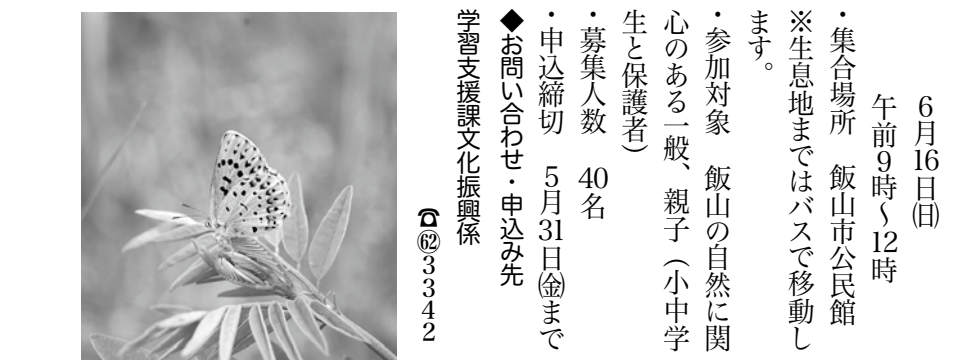 6月16日㈰
午前9時～12時
・集合場所　飯山市公民館
※生息地まではバスで移動し
ます。
・参加対象　飯山の自然に関
心のある一般、親子（小中学
生と保護者）
・募集人数　40名
・申込締切　5月31日㈮まで
◆お問い合わせ・申込み先
学習支援課文化振興係
☎62３３４２